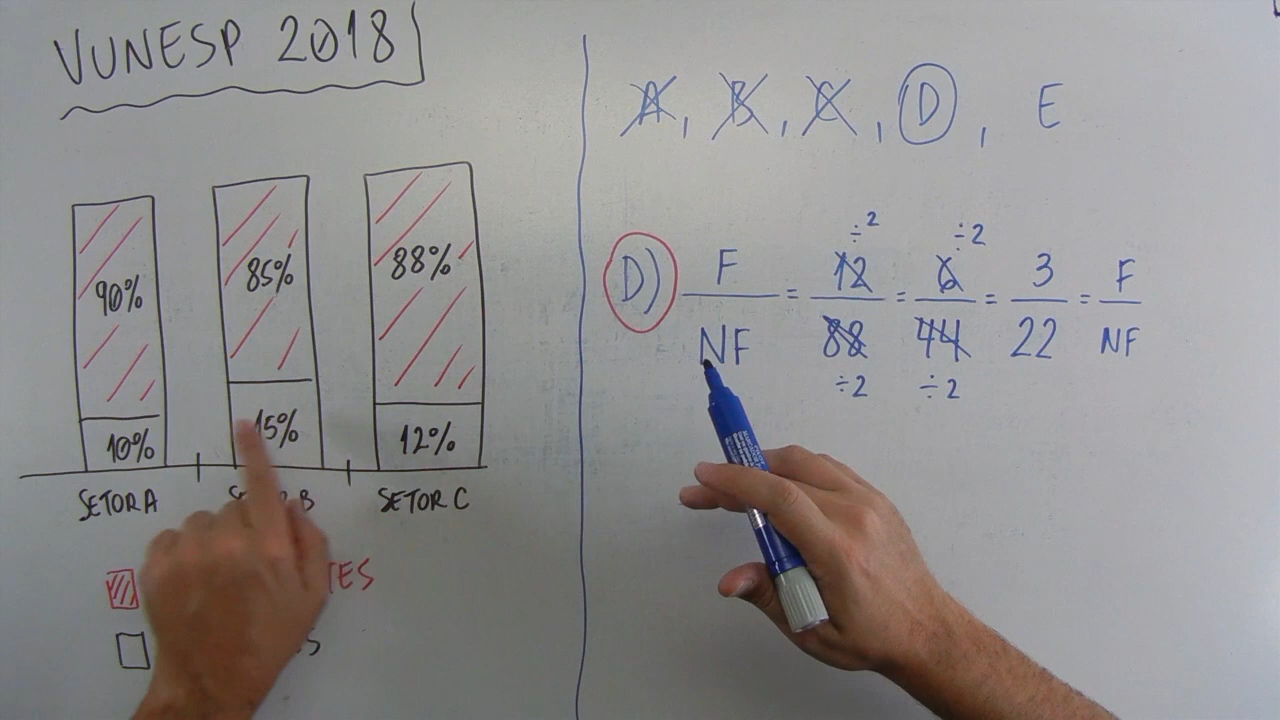 VUNESP 2018
90% 85% 88%
10% 15% 12%
SETOR A B SETOR C
A, B, C, D, E
÷2 ÷2
D) F/NF = 12/88 = 6/44 = 3/22 = F/NF
÷2 ÷2